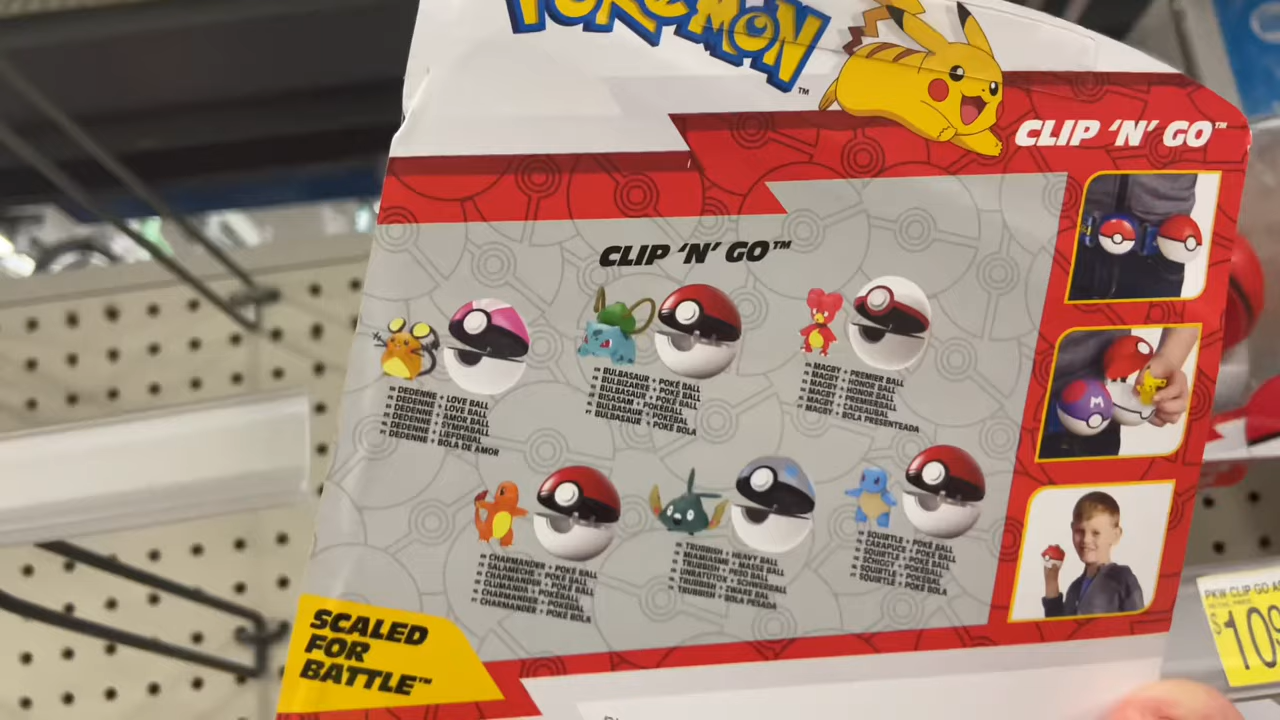 POKÉMON™
CLIP 'N' GO™
CLIP 'N' GO™
DEDENNE + LOVE BALL
DEDENNE + LOVE BALL
DEDENNE + AMOR BALL
DEDENNE + SYMPABALL
DEDENNE + LIEFDEBAL
DEDENNE + BOLA DE AMOR
BULBASAUR + POKÉ BALL
BULBIZARRE + POKÉ BALL
BULBASAUR + POKÉ BALL
BISASAM + POKÉBALL
BULBASAUR + POKÉBAL
BULBASAUR + POKÉ BOLA
MAGBY + PREMIER BALL
MAGBY + HONOR BALL
MAGBY + HONOR BALL
MAGBY + PREMIERBALL
MAGBY + CADEAUBAL
MAGBY + BOLA PRESENTEADA
CHARMANDER + POKÉ BALL
SALAMÈCHE + POKÉ BALL
CHARMANDER + POKÉ BALL
GLUMANDA + POKÉBALL
CHARMANDER + POKÉBAL
CHARMANDER + POKÉ BOLA
TRUBBISH + HEAVY BALL
MIAMIASME + MASSE BALL
TRUBBISH + PESO BALL
UNRATÜTOX + SCHWERBALL
TRUBBISH + ZWARE BAL
TRUBBISH + BOLA PESADA
SQUIRTLE + POKÉ BALL
CARAPUCE + POKÉ BALL
SQUIRTLE + POKÉ BALL
SCHIGGY + POKÉBALL
SQUIRTLE + POKÉBAL
SQUIRTLE + POKÉ BOLA
M
SCALED
FOR
BATTLE™
PKW CLIP GO
$109